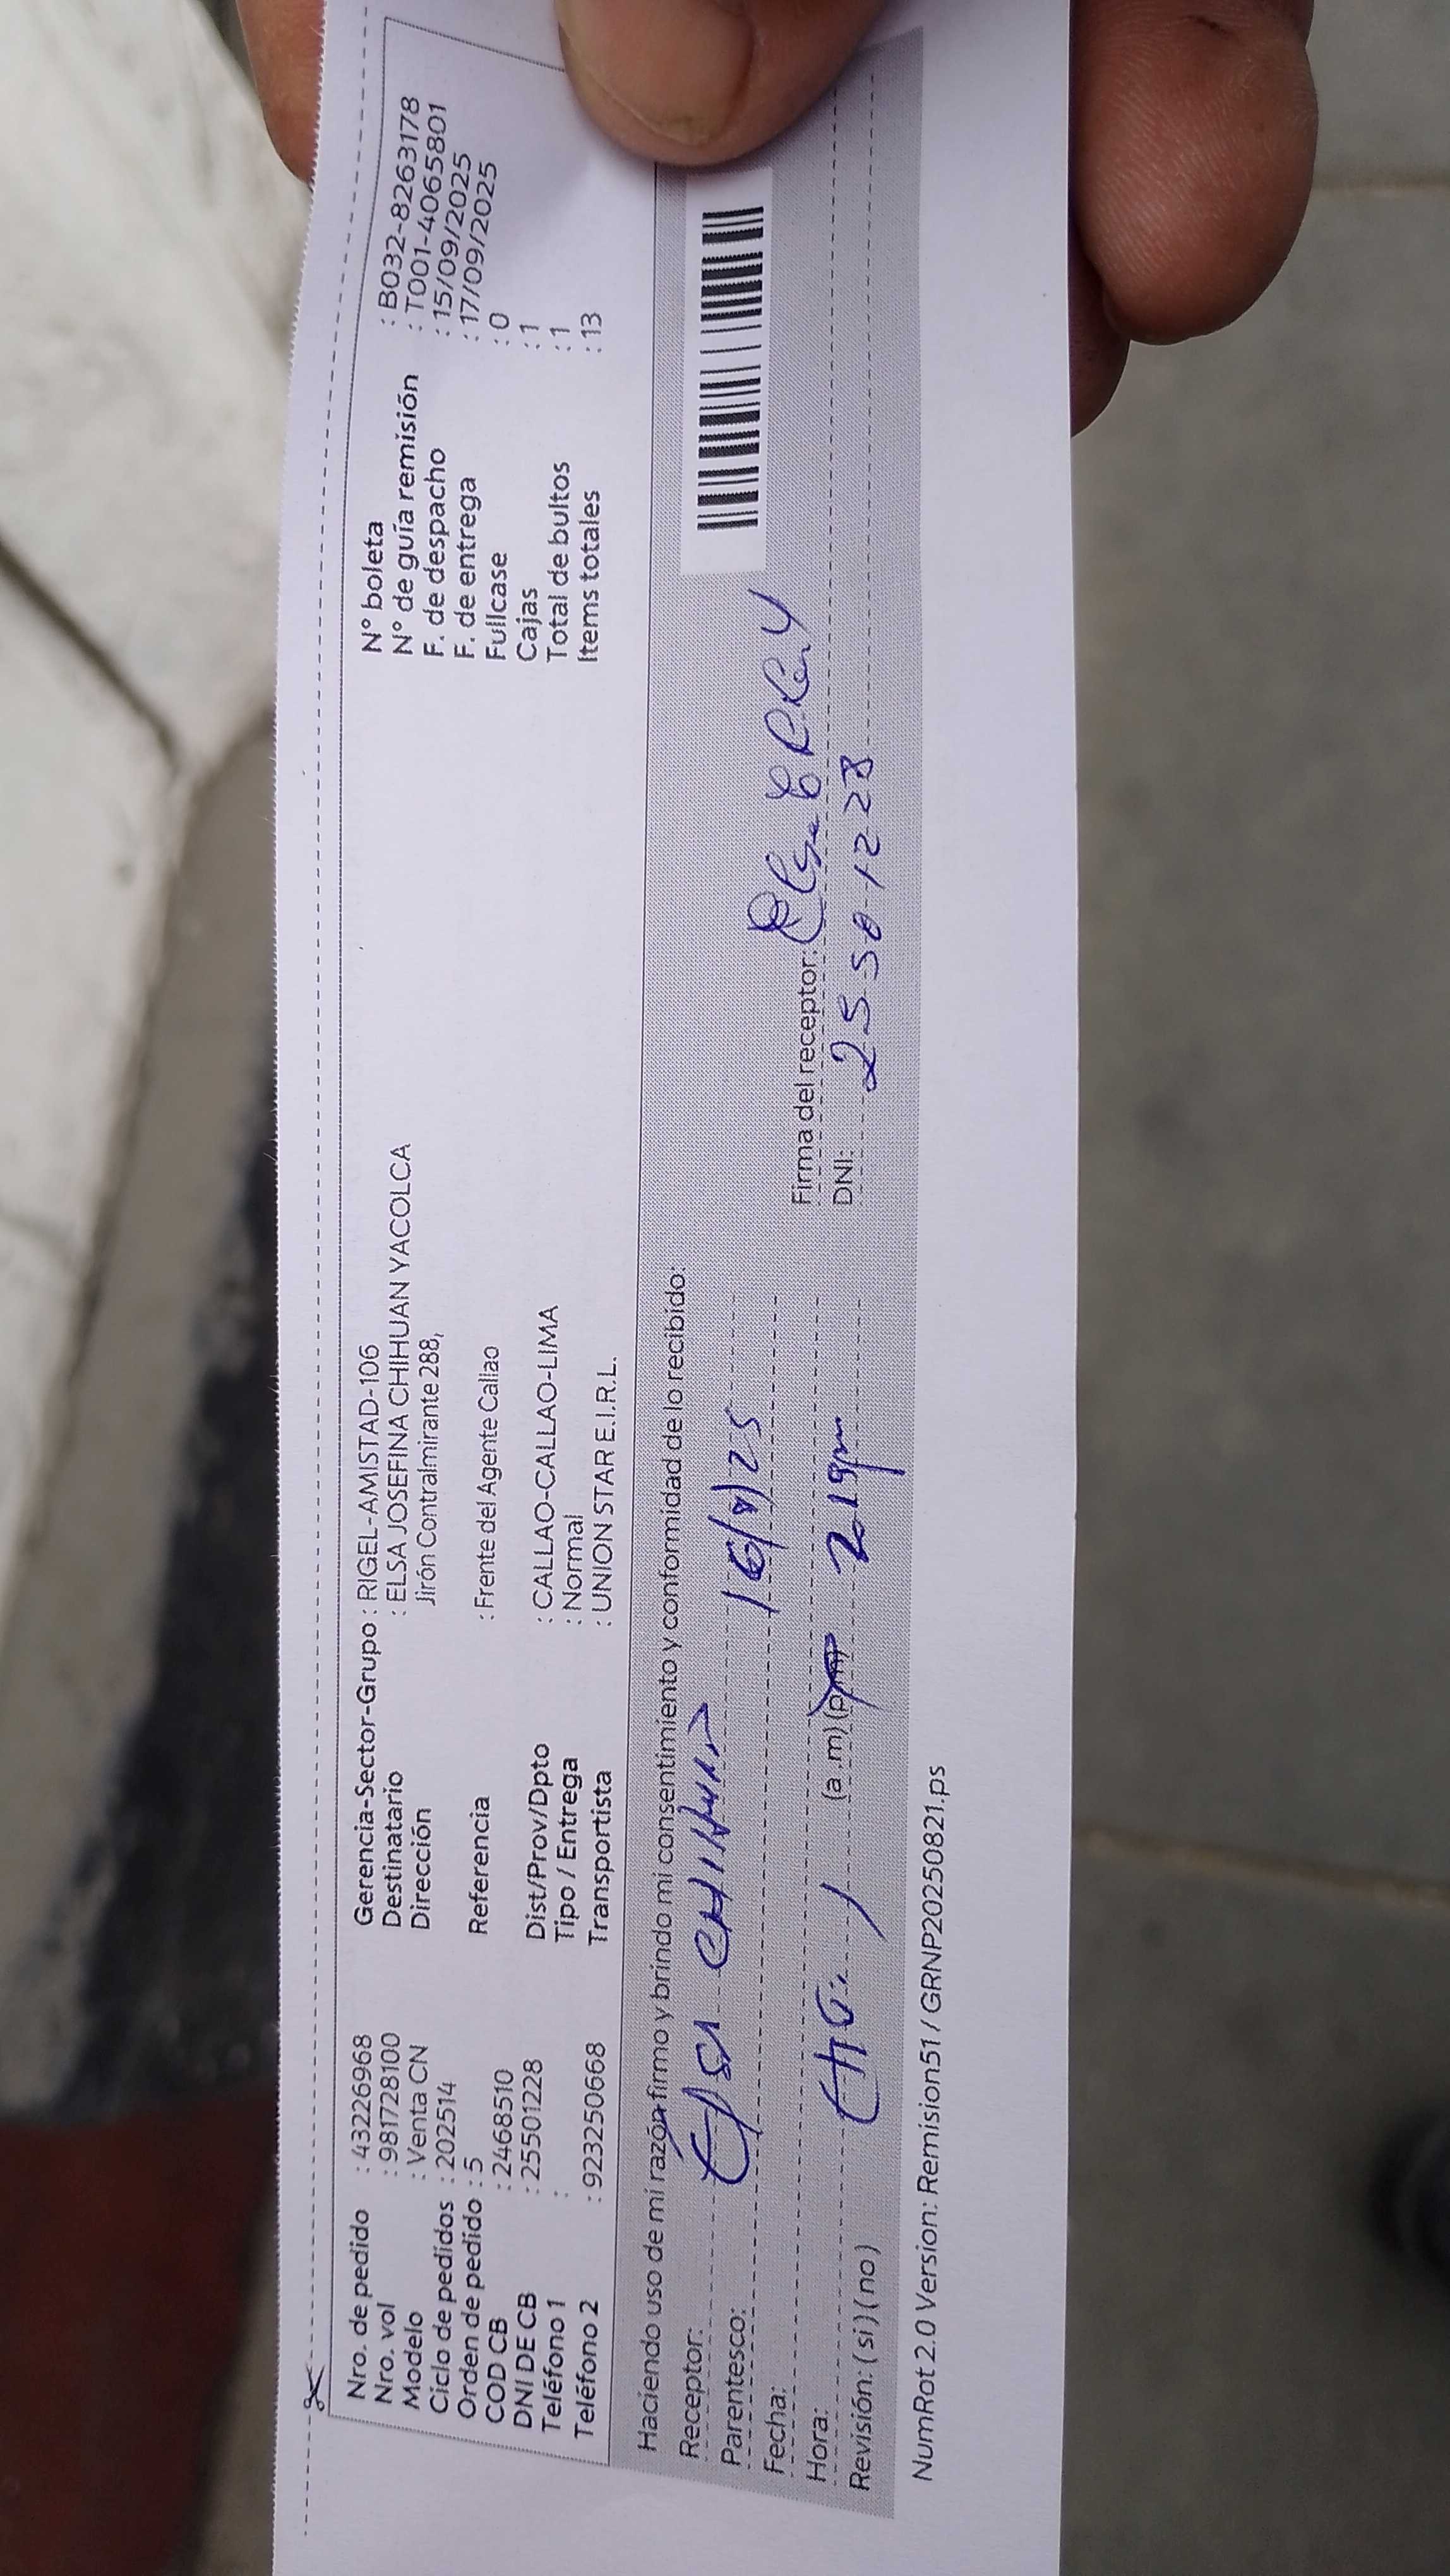 Nro. de pedido : 43226968
Nro. vol : 981728100
Modelo : Venta CN
Ciclo de pedidos : 202514
Orden de pedido : 5
COD CB : 2468510
DNI DE CB : 25501228
Teléfono 1 :
Teléfono 2 : 923250668
Gerencia-Sector-Grupo : RIGEL-AMISTAD-106
Destinatario : ELSA JOSEFINA CHIHUAN YACOLCA
Dirección Jirón Contralmirante 288,
Referencia : Frente del Agente Callao
Dist/Prov/Dpto : CALLAO-CALLAO-LIMA
Tipo / Entrega : Normal
Transportista : UNION STAR E.I.R.L.
N° boleta : B032-8263178
N° de guía remisión : T001-4065801
F. de despacho : 15/09/2025
F. de entrega : 17/09/2025
Fullcase : 0
Cajas : 1
Total de bultos : 1
Items totales : 13
Haciendo uso de mi razón firmo y brindo mi consentimiento y conformidad de lo recibido:
Receptor: Elsa CHIHUAN
Parentesco:
Fecha: 16/9/25
Hora: (a.m) (p.m) 2.19pm
Revisión: ( si ) ( no )
Firma del receptor:
DNI: 25501228
NumRot 2.0 Version: Remision51 / GRNP20250821.ps